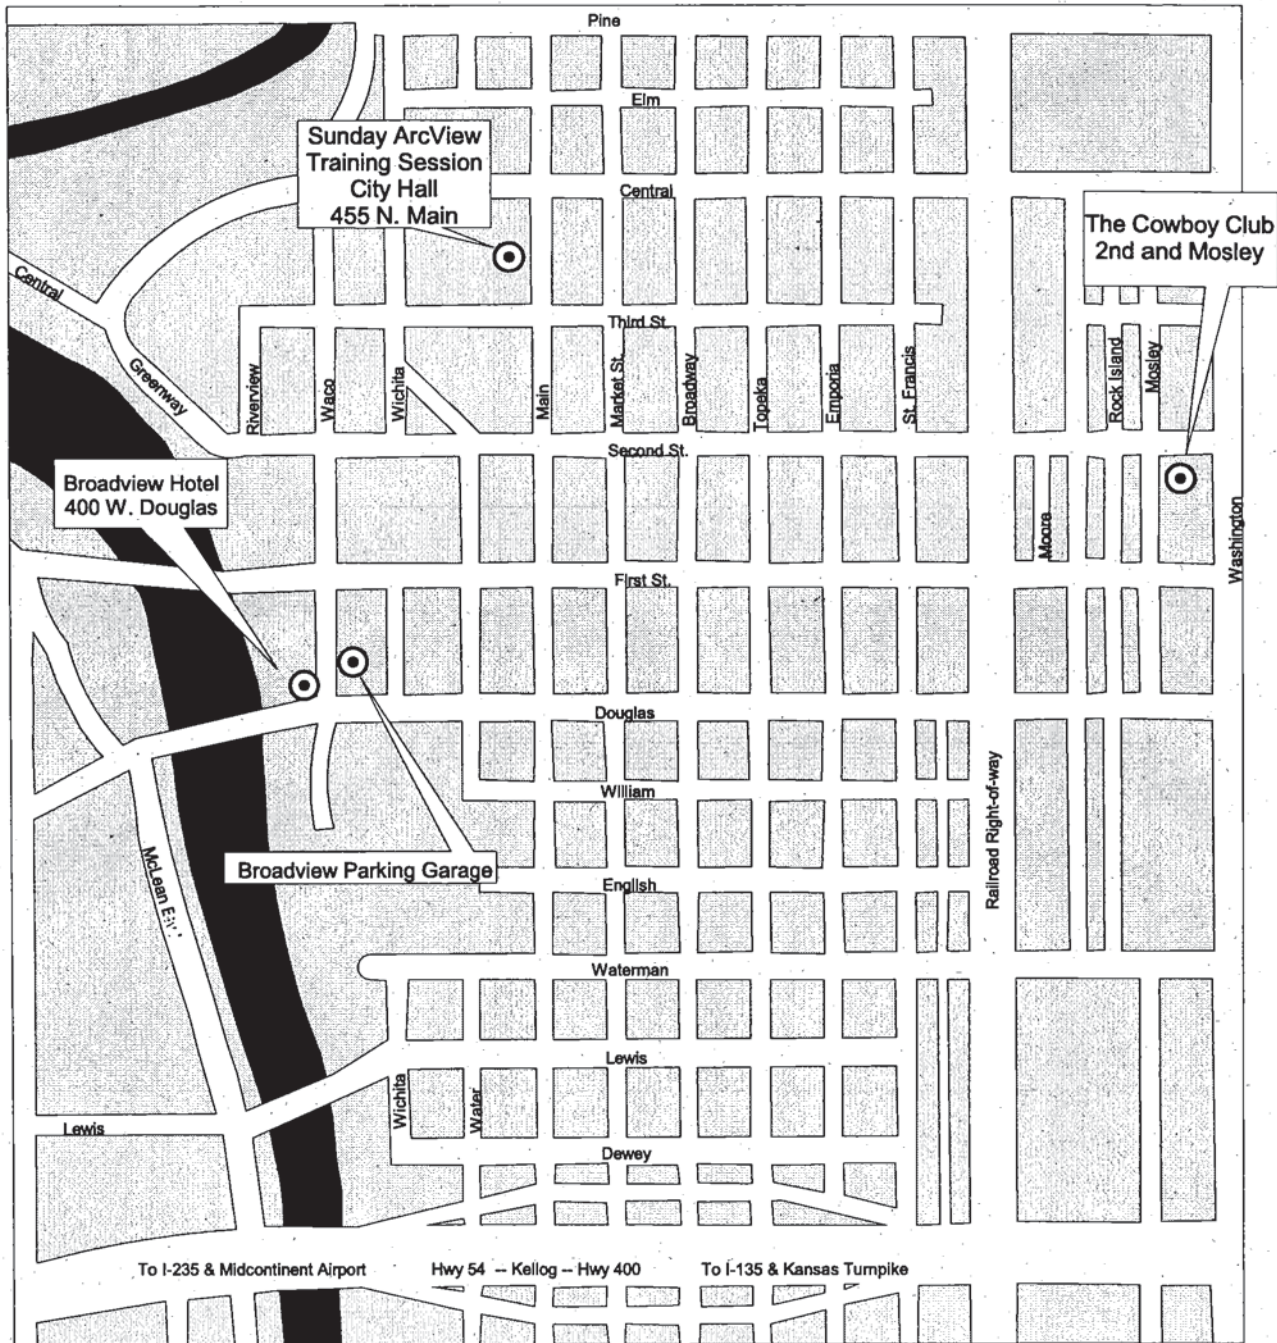 Pine
Elm
Sunday ArcView
Training Session
City Hall
455 N. Main
Central
The Cowboy Club
2nd and Mosley
Central
Third St.
Greenway
Riverview
Waco
Wichita
Main
Market St.
Broadway
Topeka
Emporia
St. Francis
Rock Island
Mosley
Second St.
Broadview Hotel
400 W. Douglas
Moore
Washington
First St.
Douglas
William
Railroad Right-of-way
McLean
Broadview Parking Garage
English
Waterman
Lewis
Wichita
Water
Lewis
Dewey
To I-235 & Midcontinent Airport
Hwy 54 -- Kellog -- Hwy 400
To I-135 & Kansas Turnpike